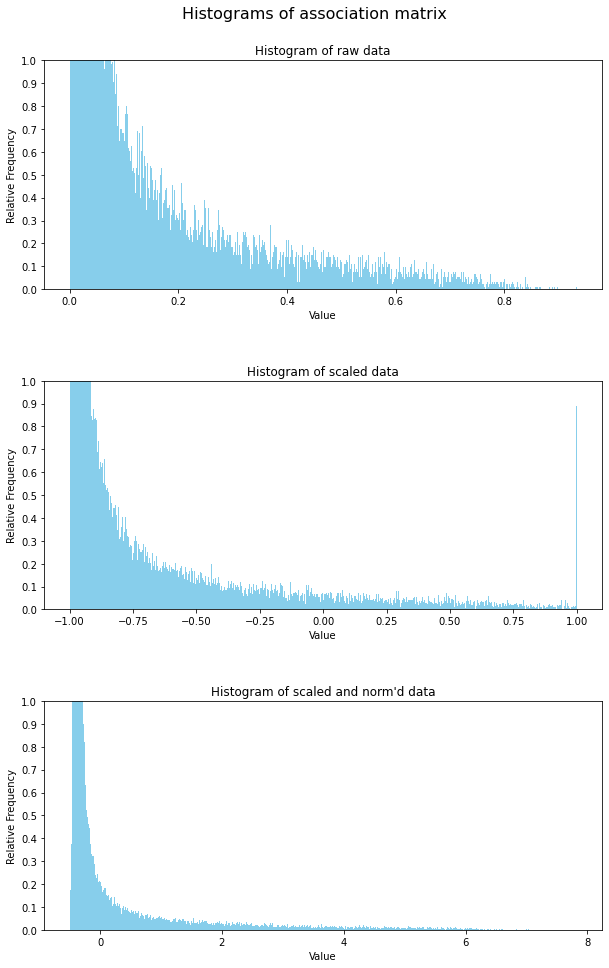 Histograms of association matrix
Histogram of raw data
1.0
0.9
0.8
0.7
0.6
0.5
0.4
0.3
0.2
0.1
0.0
Relative Frequency
0.0 0.2 0.4 0.6 0.8
Value
Histogram of scaled data
1.0
0.9
0.8
0.7
0.6
0.5
0.4
0.3
0.2
0.1
0.0
Relative Frequency
−1.00 −0.75 −0.50 −0.25 0.00 0.25 0.50 0.75 1.00
Value
Histogram of scaled and norm'd data
1.0
0.9
0.8
0.7
0.6
0.5
0.4
0.3
0.2
0.1
0.0
Relative Frequency
0 2 4 6 8
Value